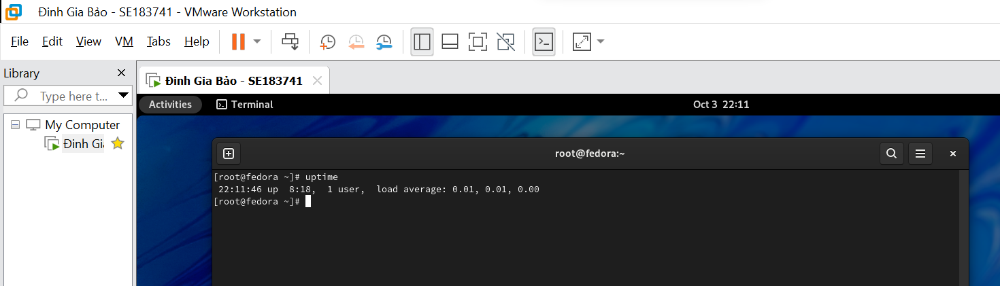 Đinh Gia Bảo - SE183741 - VMware Workstation
File Edit View VM Tabs Help
Library
Type here t...
Đinh Gia Bảo - SE183741
Activities Terminal Oct 3 22:11
My Computer
Đinh Gi
root@fedora:~
[root@fedora ~]# uptime
22:11:46 up 8:18, 1 user, load average: 0.01, 0.01, 0.00
[root@fedora ~]#